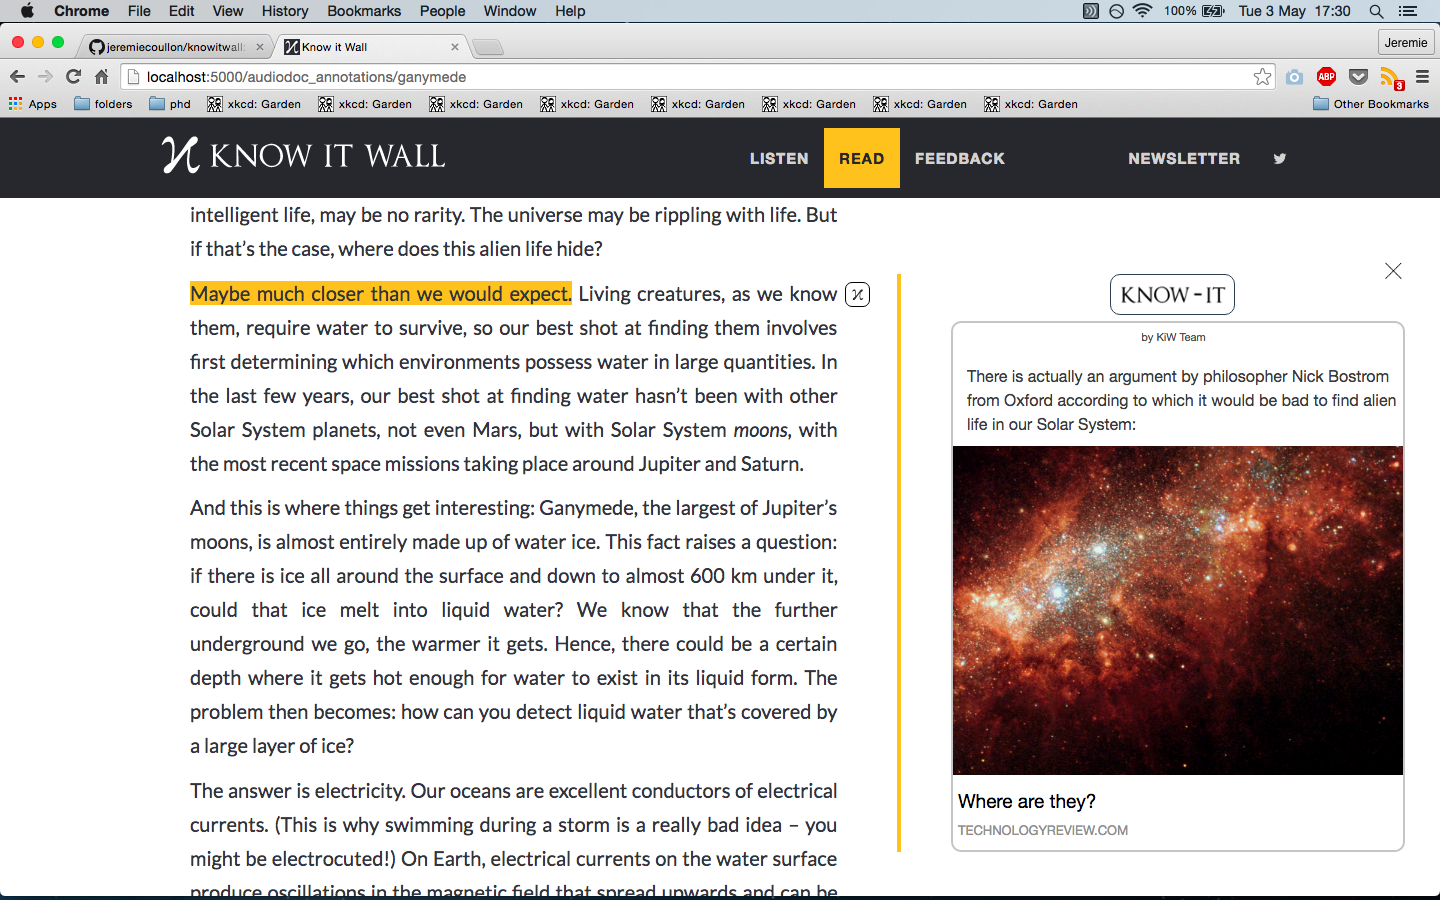 Chrome File Edit View History Bookmarks People Window Help 100% Tue 3 May 17:30
jeremiecoullon/knowitwall: Know it Wall Jeremie
localhost:5000/audiodoc_annotations/ganymede ABP 3
Apps folders phd xkcd: Garden xkcd: Garden xkcd: Garden xkcd: Garden xkcd: Garden xkcd: Garden xkcd: Garden xkcd: Garden Other Bookmarks
KNOW IT WALL LISTEN READ FEEDBACK NEWSLETTER
intelligent life, may be no rarity. The universe may be rippling with life. But
if that’s the case, where does this alien life hide?
Maybe much closer than we would expect. Living creatures, as we know
them, require water to survive, so our best shot at finding them involves
first determining which environments possess water in large quantities. In
the last few years, our best shot at finding water hasn’t been with other
Solar System planets, not even Mars, but with Solar System moons, with
the most recent space missions taking place around Jupiter and Saturn.
And this is where things get interesting: Ganymede, the largest of Jupiter’s
moons, is almost entirely made up of water ice. This fact raises a question:
if there is ice all around the surface and down to almost 600 km under it,
could that ice melt into liquid water? We know that the further
underground we go, the warmer it gets. Hence, there could be a certain
depth where it gets hot enough for water to exist in its liquid form. The
problem then becomes: how can you detect liquid water that’s covered by
a large layer of ice?
The answer is electricity. Our oceans are excellent conductors of electrical
currents. (This is why swimming during a storm is a really bad idea – you
might be electrocuted!) On Earth, electrical currents on the water surface
produce oscillations in the magnetic field that spread upwards and can be
KNOW-IT
by KiW Team
There is actually an argument by philosopher Nick Bostrom
from Oxford according to which it would be bad to find alien
life in our Solar System:
Where are they?
TECHNOLOGYREVIEW.COM